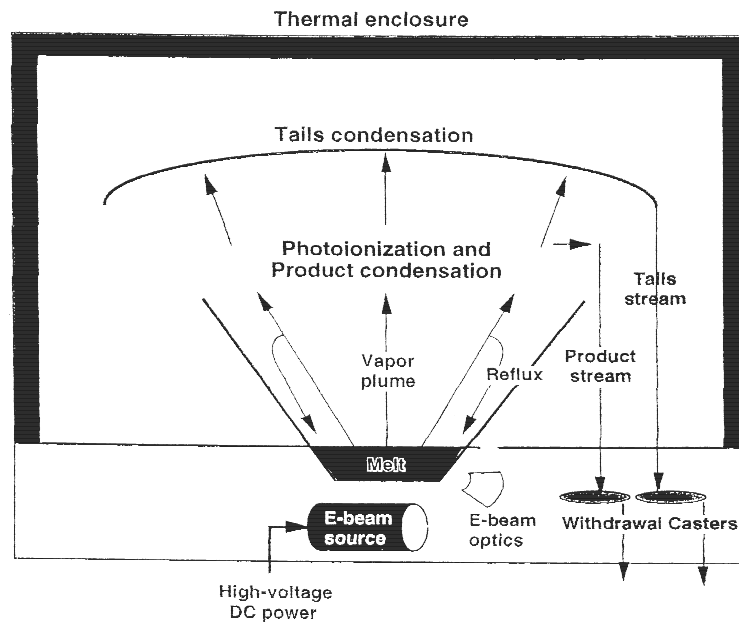 Thermal enclosure
Tails condensation
Photoionization and
Product condensation
Tails
stream
Vapor
plume
Reflux
Product
stream
Melt
E-beam
source
E-beam
optics
Withdrawal Casters
High-voltage
DC power